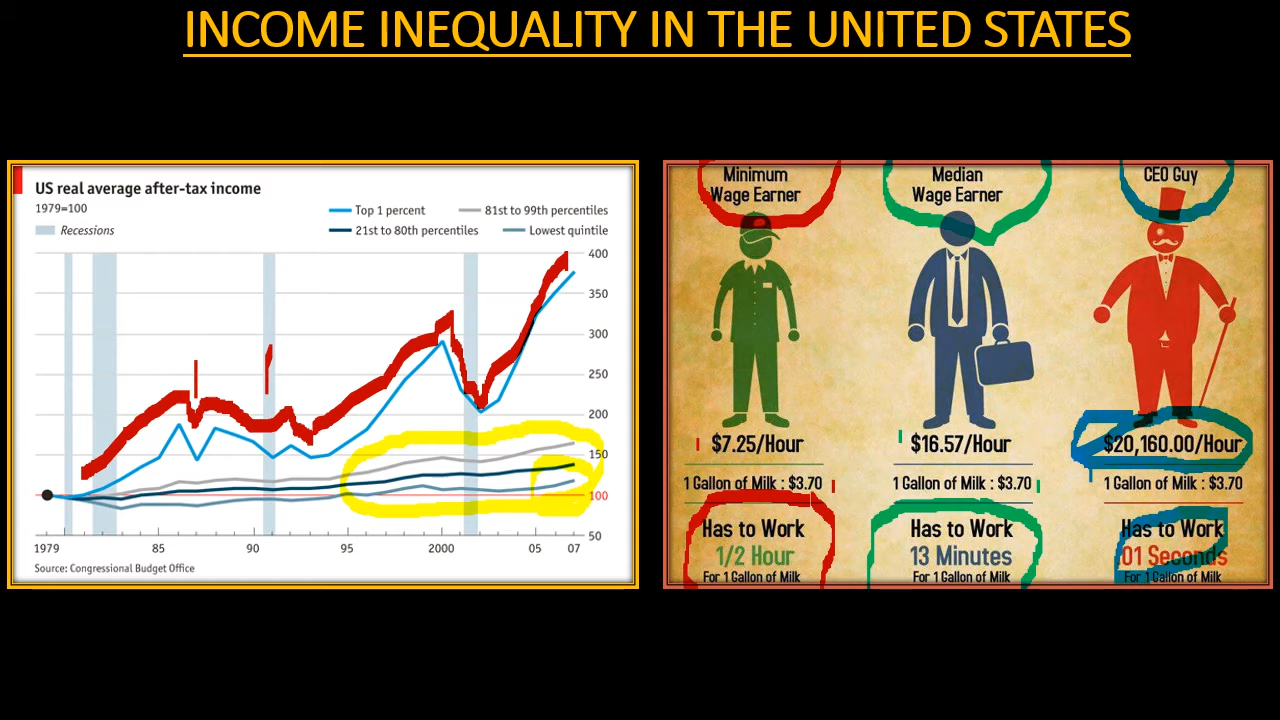 INCOME INEQUALITY IN THE UNITED STATES
US real average after-tax income
1979=100
Top 1 percent
81st to 99th percentiles
Recessions
21st to 80th percentiles
Lowest quintile
400
350
300
250
200
150
100
50
1979 85 90 95 2000 05 07
Source: Congressional Budget Office
Minimum
Wage Earner
$7.25/Hour
1 Gallon of Milk : $3.70
Has to Work
1/2 Hour
For 1 Gallon of Milk
Median
Wage Earner
$16.57/Hour
1 Gallon of Milk : $3.70
Has to Work
13 Minutes
For 1 Gallon of Milk
CEO Guy
$20,160.00/Hour
1 Gallon of Milk : $3.70
Has to Work
01 Seconds
For 1 Gallon of Milk